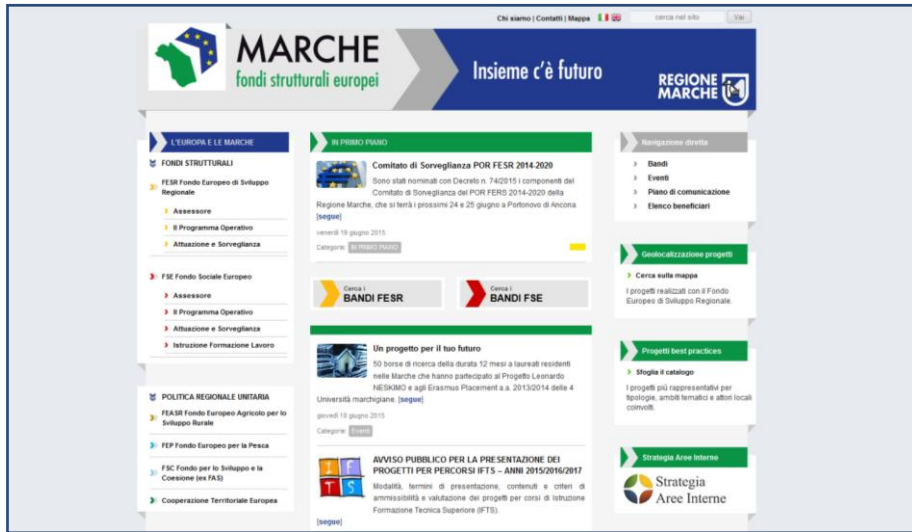 Chi siamo | Contatti | Mappa
cerca nel sito
Vai
MARCHE
fondi strutturali europei
Insieme c'è futuro
REGIONE
MARCHE
L'EUROPA E LE MARCHE
FONDI STRUTTURALI
FESR Fondo Europeo di Sviluppo
Regionale
Assessore
Il Programma Operativo
Attuazione e Sorveglianza
FSE Fondo Sociale Europeo
Assessore
Il Programma Operativo
Attuazione e Sorveglianza
Istruzione Formazione Lavoro
POLITICA REGIONALE UNITARIA
FEASR Fondo Europeo Agricolo per lo
Sviluppo Rurale
FEP Fondo Europeo per la Pesca
FSC Fondo per lo Sviluppo e la
Coesione (ex FAS)
Cooperazione Territoriale Europea
IN PRIMO PIANO
Comitato di Sorveglianza POR FESR 2014-2020
Sono stati nominati con Decreto n. 74/2015 i componenti del
Comitato di Sorveglianza del POR FERS 2014-2020 della
Regione Marche, che si terrà i prossimi 24 e 25 giugno a Portonovo di Ancona.
[segue]
venerdì 19 giugno 2015
Categorie: IN PRIMO PIANO
Cerca i
BANDI FESR
Cerca i
BANDI FSE
Un progetto per il tuo futuro
50 borse di ricerca della durata 12 mesi a laureati residenti
nelle Marche che hanno partecipato al Progetto Leonardo
NESKIMO e agli Erasmus Placement a.a. 2013/2014 delle 4
Università marchigiane. [segue]
giovedì 18 giugno 2015
Categorie: Eventi
IFTS
AVVISO PUBBLICO PER LA PRESENTAZIONE DEI
PROGETTI PER PERCORSI IFTS – ANNI 2015/2016/2017
Modalità, termini di presentazione, contenuti e criteri di
ammissibilità e valutazione dei progetti per corsi di Istruzione
Formazione Tecnica Superiore (IFTS).
[segue]
Navigazione diretta
Bandi
Eventi
Piano di comunicazione
Elenco beneficiari
Geolocalizzazione progetti
Cerca sulla mappa
I progetti realizzati con il Fondo
Europeo di Sviluppo Regionale.
Progetti best practices
Sfoglia il catalogo
I progetti più rappresentativi per
tipologie, ambiti tematici e attori locali
coinvolti.
Strategia Aree Interne
Strategia
Aree Interne